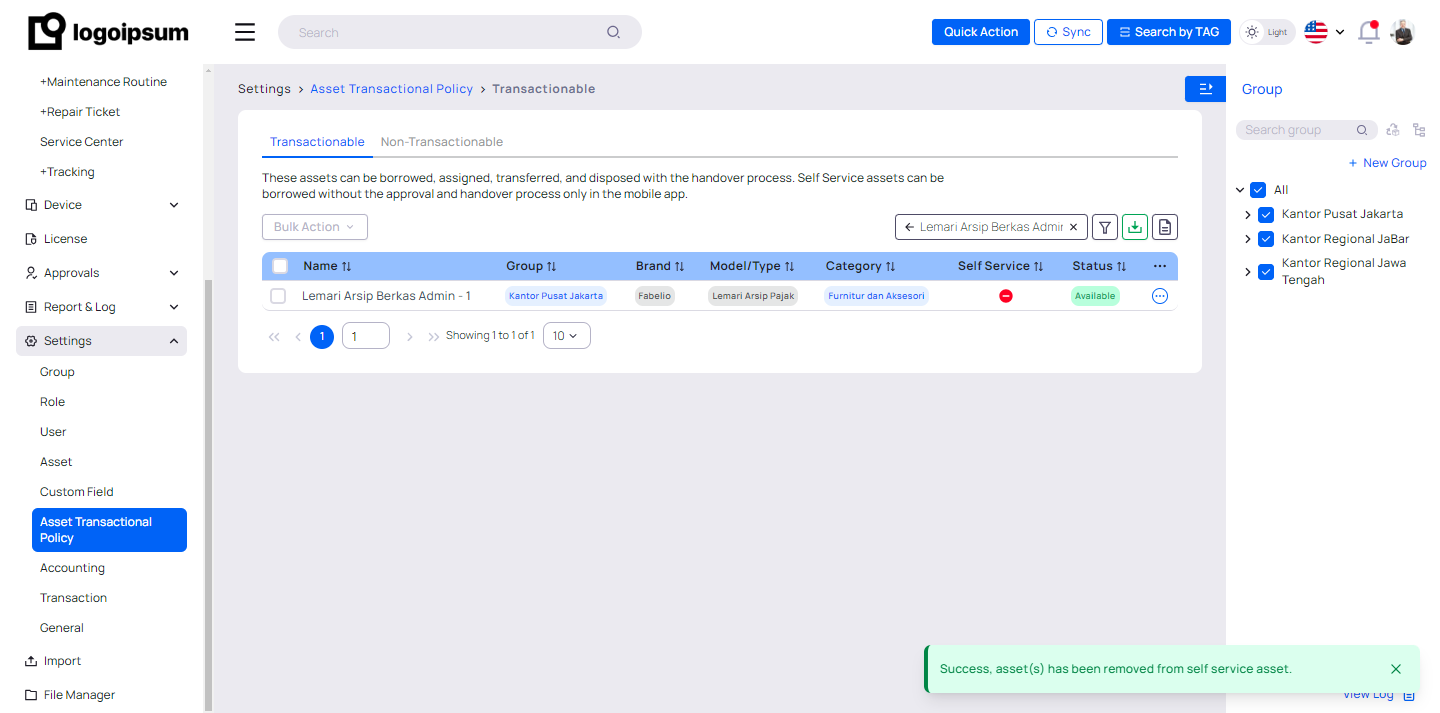 logoipsum
Search
Quick Action
Sync
Search by TAG
Light
+Maintenance Routine
+Repair Ticket
Service Center
+Tracking
Device
License
Approvals
Report & Log
Settings
Group
Role
User
Asset
Custom Field
Asset Transactional
Policy
Accounting
Transaction
General
Import
File Manager
Settings > Asset Transactional Policy > Transactionable
Transactionable Non-Transactionable
These assets can be borrowed, assigned, transferred, and disposed with the handover process. Self Service assets can be
borrowed without the approval and handover process only in the mobile app.
Bulk Action
Lemari Arsip Berkas Admin
Name Group Brand Model/Type Category Self Service Status
Lemari Arsip Berkas Admin - 1 Kantor Pusat Jakarta Fabelio Lemari Arsip Pajak Furnitur dan Aksesori Available
1 1 Showing 1 to 1 of 1 10
Group
Search group
+ New Group
All
Kantor Pusat Jakarta
Kantor Regional JaBar
Kantor Regional Jawa
Tengah
Success, asset(s) has been removed from self service asset.
View Log